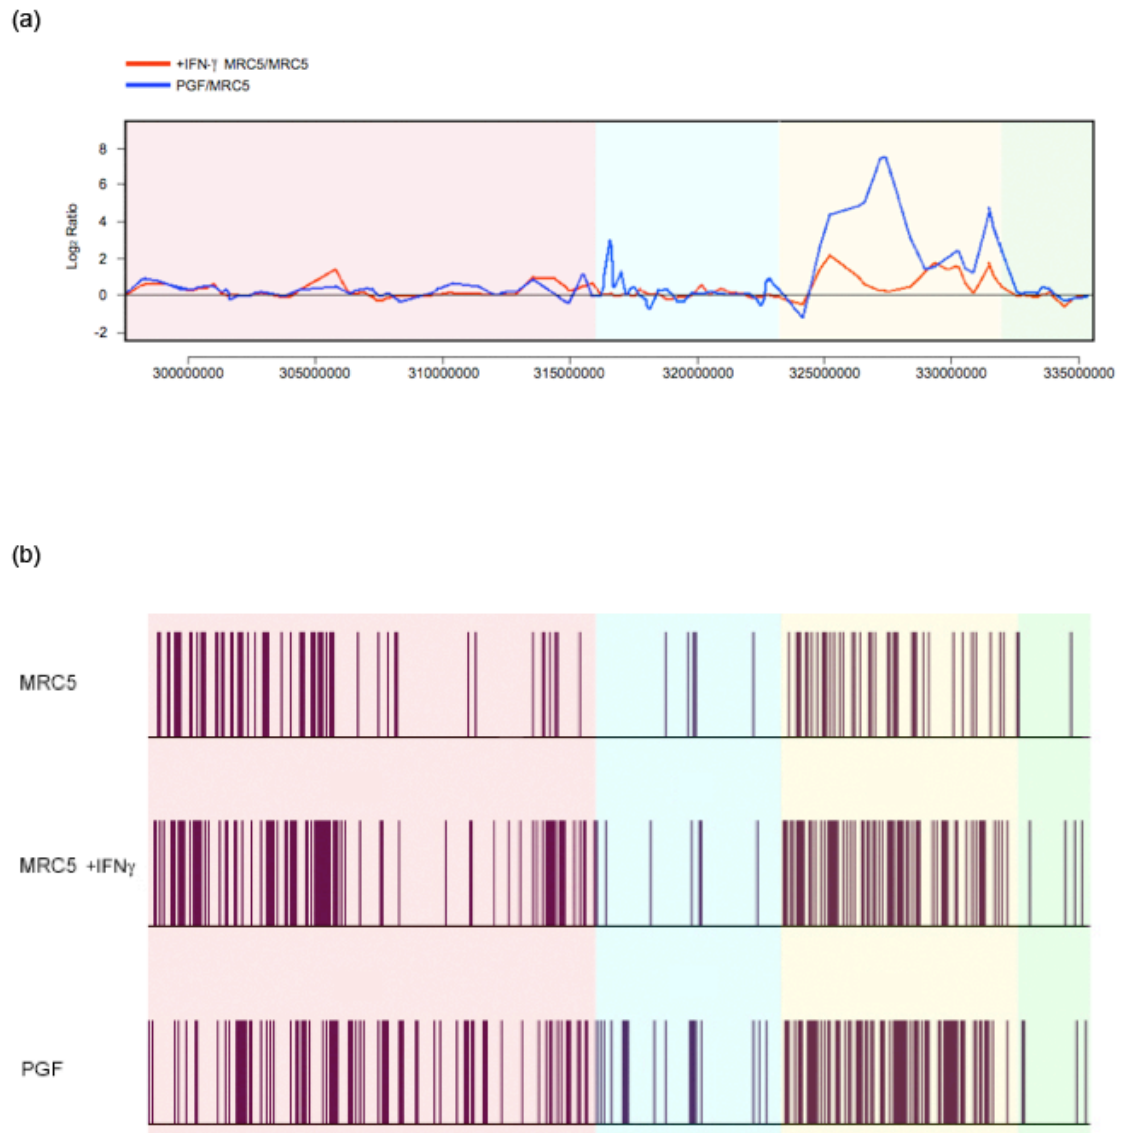 (a)
+IFN-γ MRC5/MRC5
PGF/MRC5
Log₂ Ratio
8
6
4
2
0
-2
300000000 305000000 310000000 315000000 320000000 325000000 330000000 335000000
(b)
MRC5
MRC5 +IFNγ
PGF